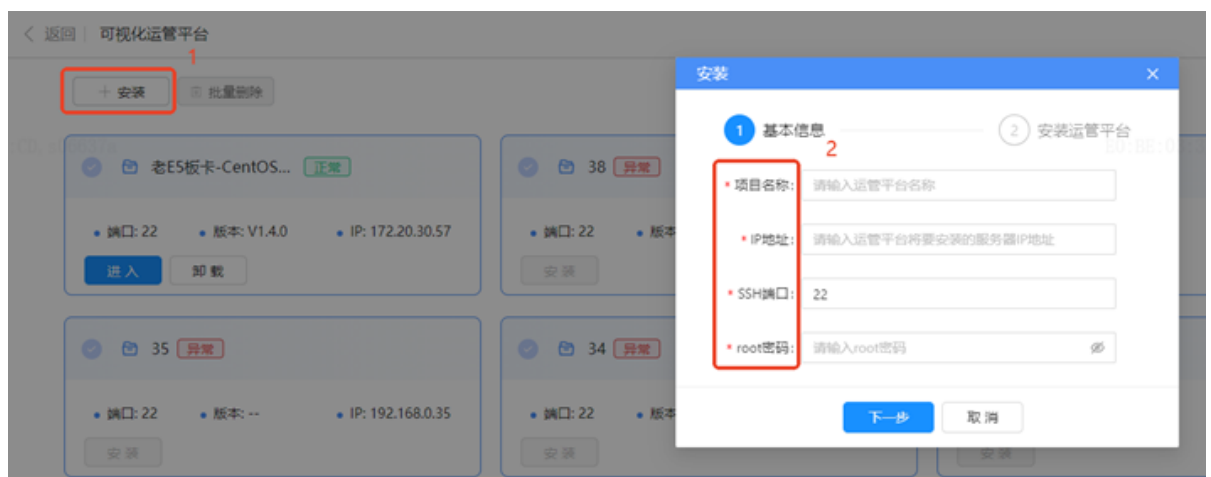 返回 可视化运管平台
1
安装 批量删除
安装
1 基本信息 2 安装运管平台
2
老E5板卡-CentOS... 正常
端口: 22 版本: V1.4.0 IP: 172.20.30.57
进入 卸载
38 异常
端口: 22 版本
安装
35 异常
端口: 22 版本: -- IP: 192.168.0.35
安装
34 异常
端口: 22 版本
安装
* 项目名称: 请输入运管平台名称
* IP地址: 请输入运管平台将要安装的服务器IP地址
* SSH端口: 22
* root密码: 请输入root密码
下一步 取消
安装